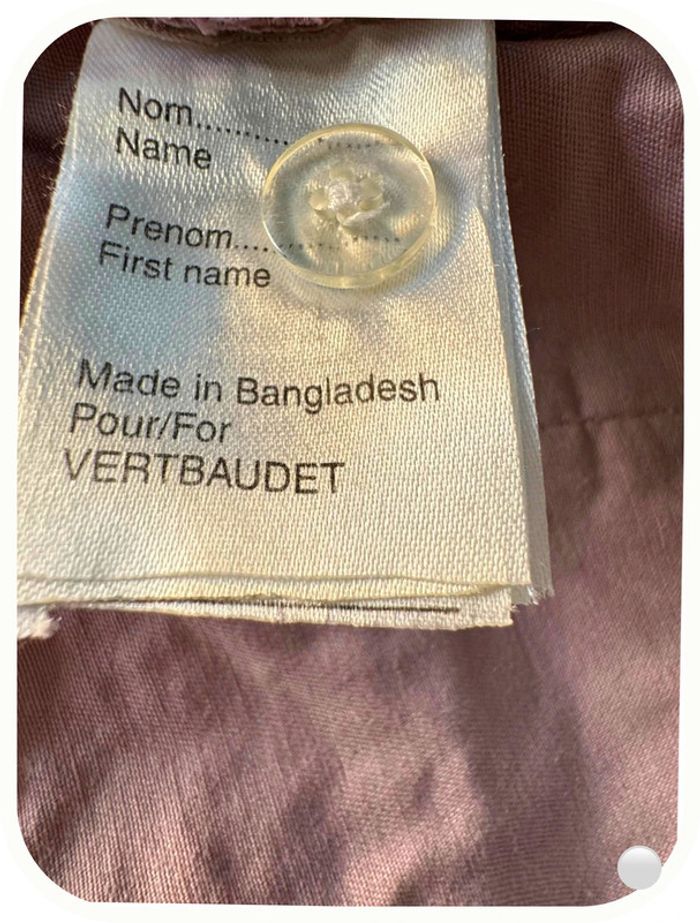 Nom....................
Name
Prenom....................
First name
Made in Bangladesh
Pour/For
VERTBAUDET